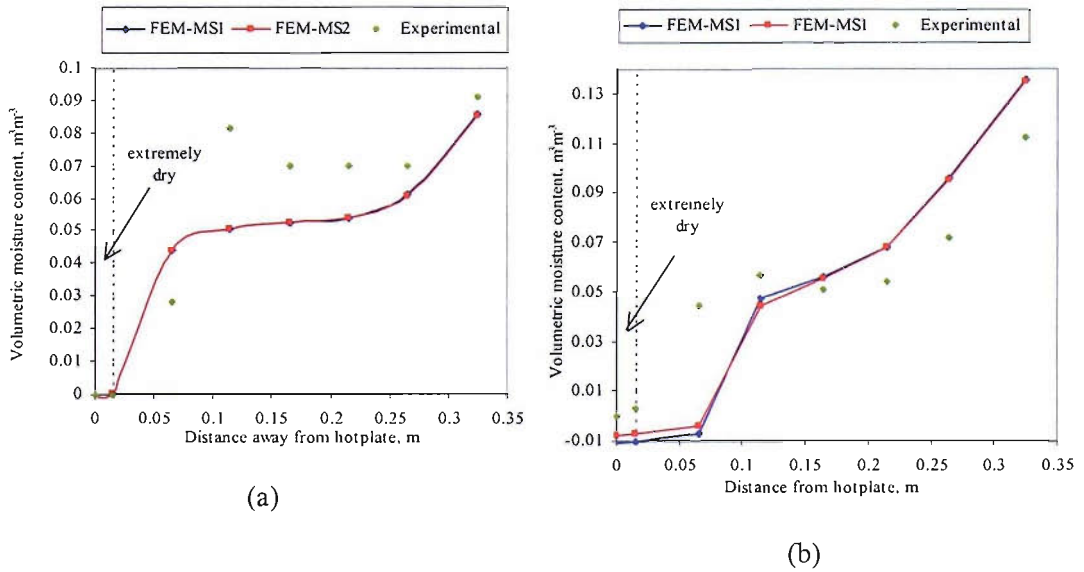 FEM-MS1 FEM-MS2 Experimental
Volumetric moisture content, m³m⁻³
0.1
0.09
0.08
0.07
0.06
0.05
0.04
0.03
0.02
0.01
0
extremely
dry
0 0.05 0.1 0.15 0.2 0.25 0.3 0.35
Distance away from hotplate, m
(a)
FEM-MS1 FEM-MS1 Experimental
Volumetric moisture content, m³m⁻³
0.13
0.11
0.09
0.07
0.05
0.03
0.01
-0.01
extremely
dry
0 0.05 0.1 0.15 0.2 0.25 0.3 0.35
Distance from hotplate, m
(b)